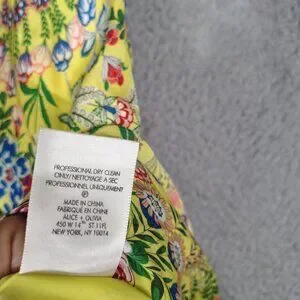 PROFESSIONAL DRY CLEAN
ONLY/ NETTOYAGE A SEC
PROFESSIONNEL UNIQUEMENT
Ⓟ
MADE IN CHINA
FABRIQUÉ EN CHINE
ALICE + OLIVIA
450 W 14TH ST 11FL
NEW YORK, NY 10014